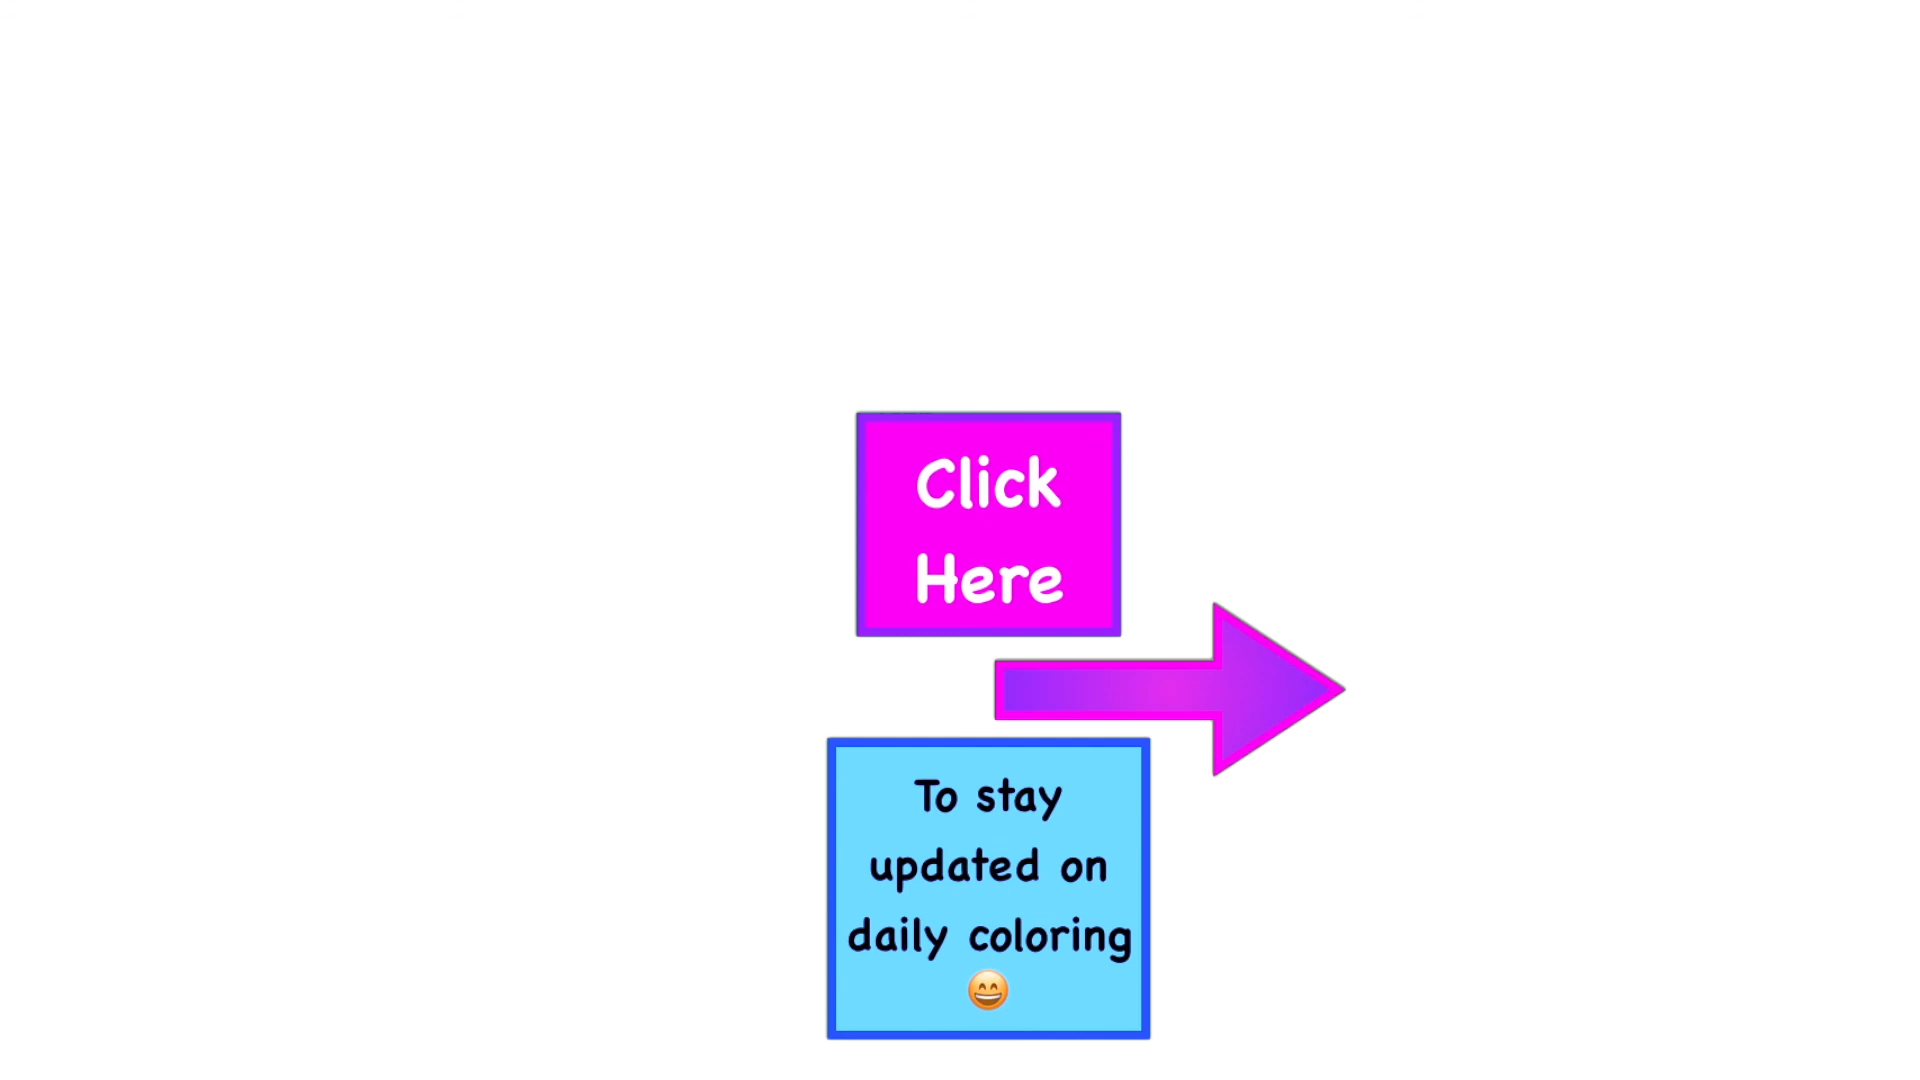 Click
Here
To stay
updated on
daily coloring
😄